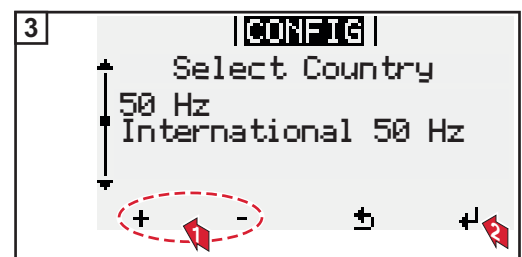 3
CONFIG
Select Country
50 Hz
International 50 Hz
+ -
1 2